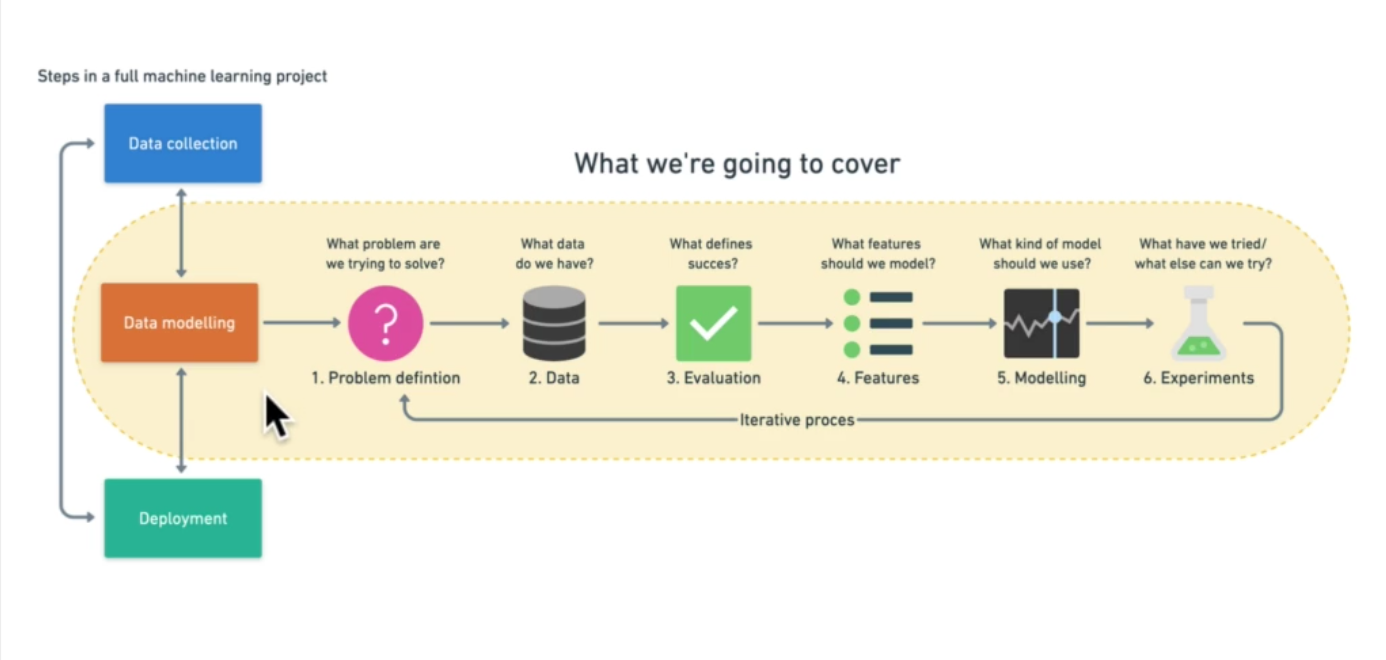 Steps in a full machine learning project
Data collection
What we're going to cover
What problem are
we trying to solve?
What data
do we have?
What defines
succes?
What features
should we model?
What kind of model
should we use?
What have we tried/
what else can we try?
Data modelling
1. Problem defintion
2. Data
3. Evaluation
4. Features
5. Modelling
6. Experiments
Iterative proces
Deployment